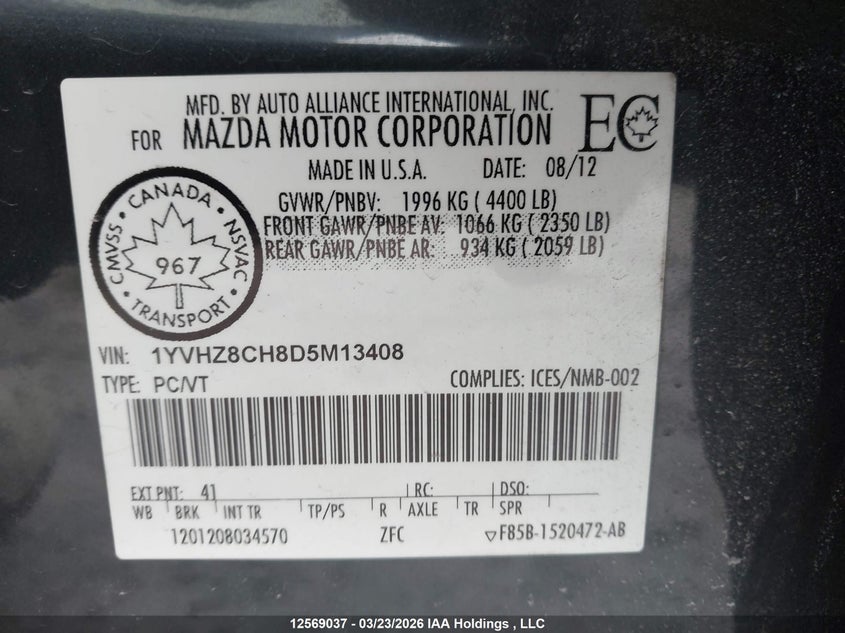 MFD. BY AUTO ALLIANCE INTERNATIONAL, INC.
FOR MAZDA MOTOR CORPORATION
EC
MADE IN U.S.A. DATE: 08/12
GVWR/PNBV: 1996 KG ( 4400 LB)
FRONT GAWR/PNBE AV: 1066 KG ( 2350 LB)
REAR GAWR/PNBE AR: 934 KG ( 2059 LB)
CANADA
CMVSS • NSVAC
967
TRANSPORT
VIN: 1YVHZ8CH8D5M13408
TYPE: PC/VT COMPLIES: ICES/NMB-002
EXT PNT: 41 RC: DSO:
WB BRK INT TR TP/PS R AXLE TR SPR
1201208034570 ZFC ▽F85B-1520472-AB
12569037 - 03/23/2026 IAA Holdings , LLC